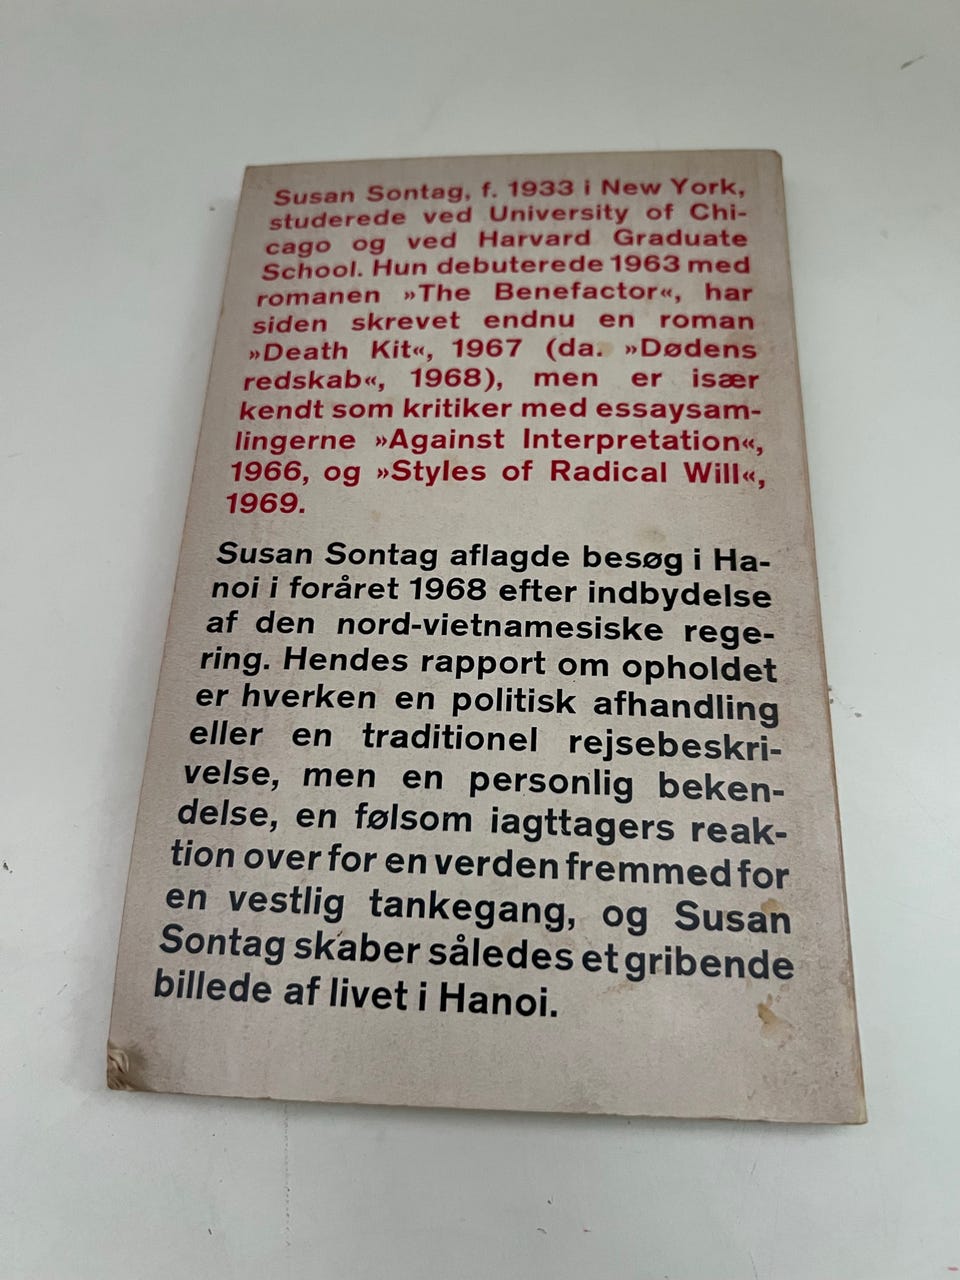 Susan Sontag, f. 1933 i New York,
studerede ved University of Chi-
cago og ved Harvard Graduate
School. Hun debuterede 1963 med
romanen »The Benefactor«, har
siden skrevet endnu en roman
»Death Kit«, 1967 (da. »Dødens
redskab«, 1968), men er især
kendt som kritiker med essaysam-
lingerne »Against Interpretation«,
1966, og »Styles of Radical Will«,
1969.
Susan Sontag aflagde besøg i Ha-
noi i foråret 1968 efter indbydelse
af den nord-vietnamesiske rege-
ring. Hendes rapport om opholdet
er hverken en politisk afhandling
eller en traditionel rejsebeskri-
velse, men en personlig beken-
delse, en følsom iagttagers reak-
tion over for en verden fremmed for
en vestlig tankegang, og Susan
Sontag skaber således et gribende
billede af livet i Hanoi.